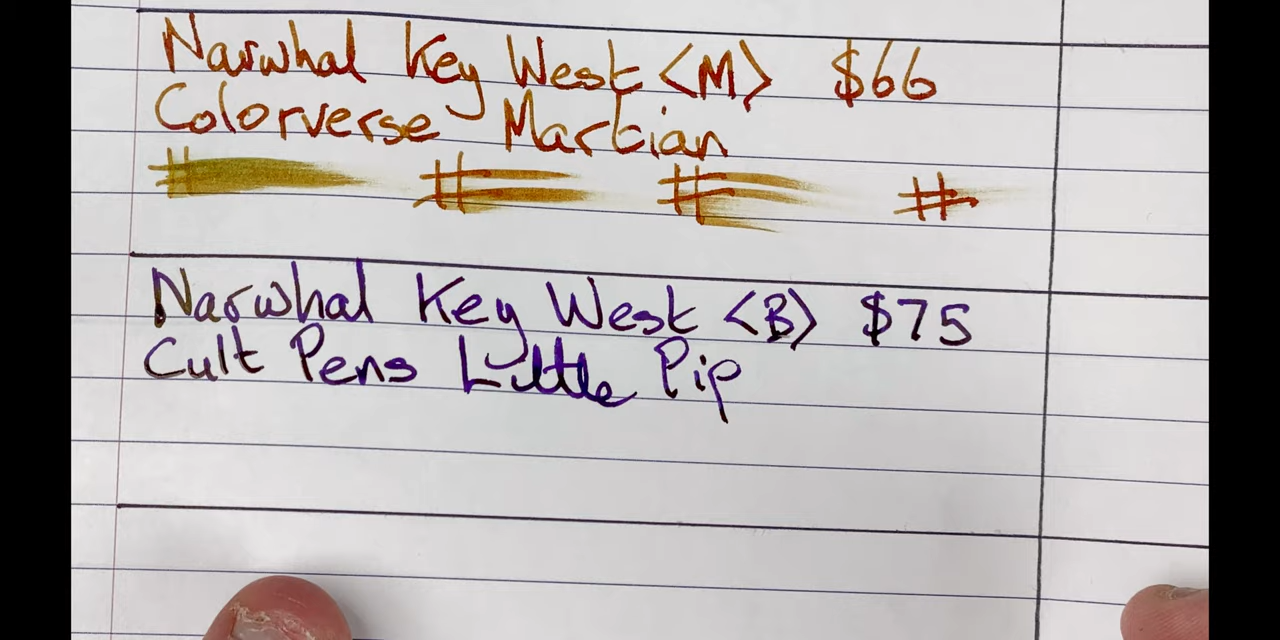 Narwhal Key West <M> $66
Colorverse Martian
# # # #
Narwhal Key West <B> $75
Cult Pens Little Pip